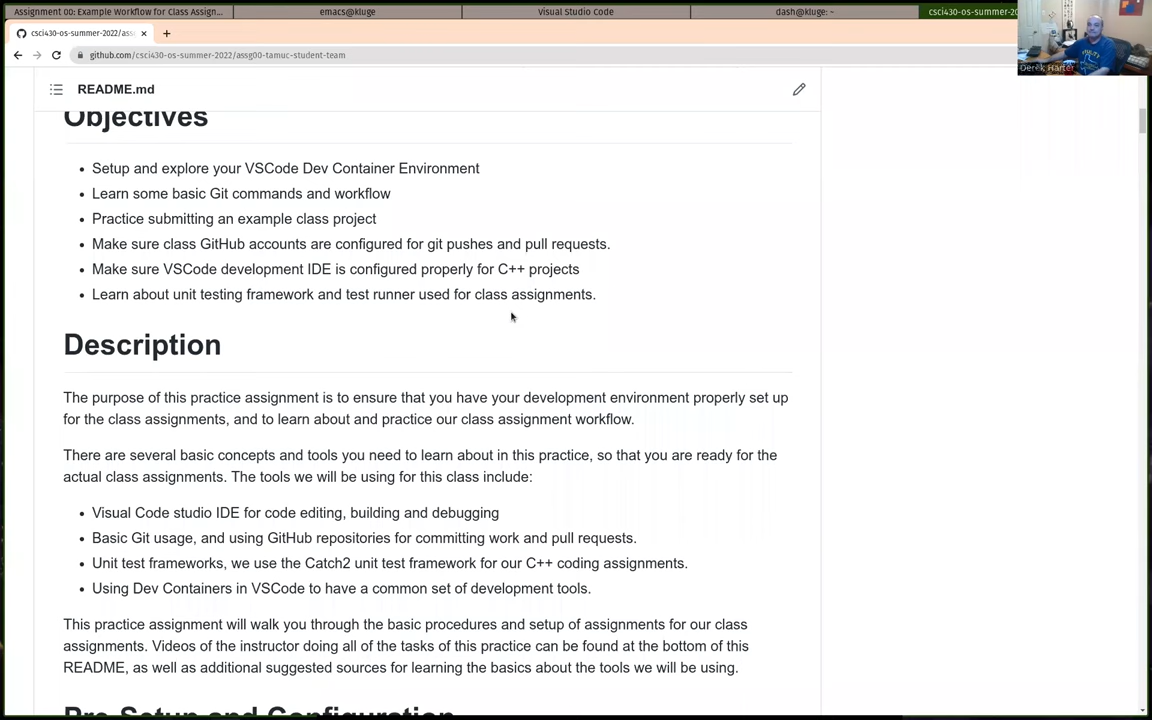 Assignment 00: Example Workflow for Class Assign...
emacs@kluge
Visual Studio Code
dash@kluge: ~
csci430-os-summer-20
csci430-os-summer-2022/ass
github.com/csci430-os-summer-2022/assg00-tamuc-student-team
Derek Harter
README.md
Objectives
Setup and explore your VSCode Dev Container Environment
Learn some basic Git commands and workflow
Practice submitting an example class project
Make sure class GitHub accounts are configured for git pushes and pull requests.
Make sure VSCode development IDE is configured properly for C++ projects
Learn about unit testing framework and test runner used for class assignments.
Description
The purpose of this practice assignment is to ensure that you have your development environment properly set up
for the class assignments, and to learn about and practice our class assignment workflow.
There are several basic concepts and tools you need to learn about in this practice, so that you are ready for the
actual class assignments. The tools we will be using for this class include:
Visual Code studio IDE for code editing, building and debugging
Basic Git usage, and using GitHub repositories for committing work and pull requests.
Unit test frameworks, we use the Catch2 unit test framework for our C++ coding assignments.
Using Dev Containers in VSCode to have a common set of development tools.
This practice assignment will walk you through the basic procedures and setup of assignments for our class
assignments. Videos of the instructor doing all of the tasks of this practice can be found at the bottom of this
README, as well as additional suggested sources for learning the basics about the tools we will be using.
Pre Setup and Configuration